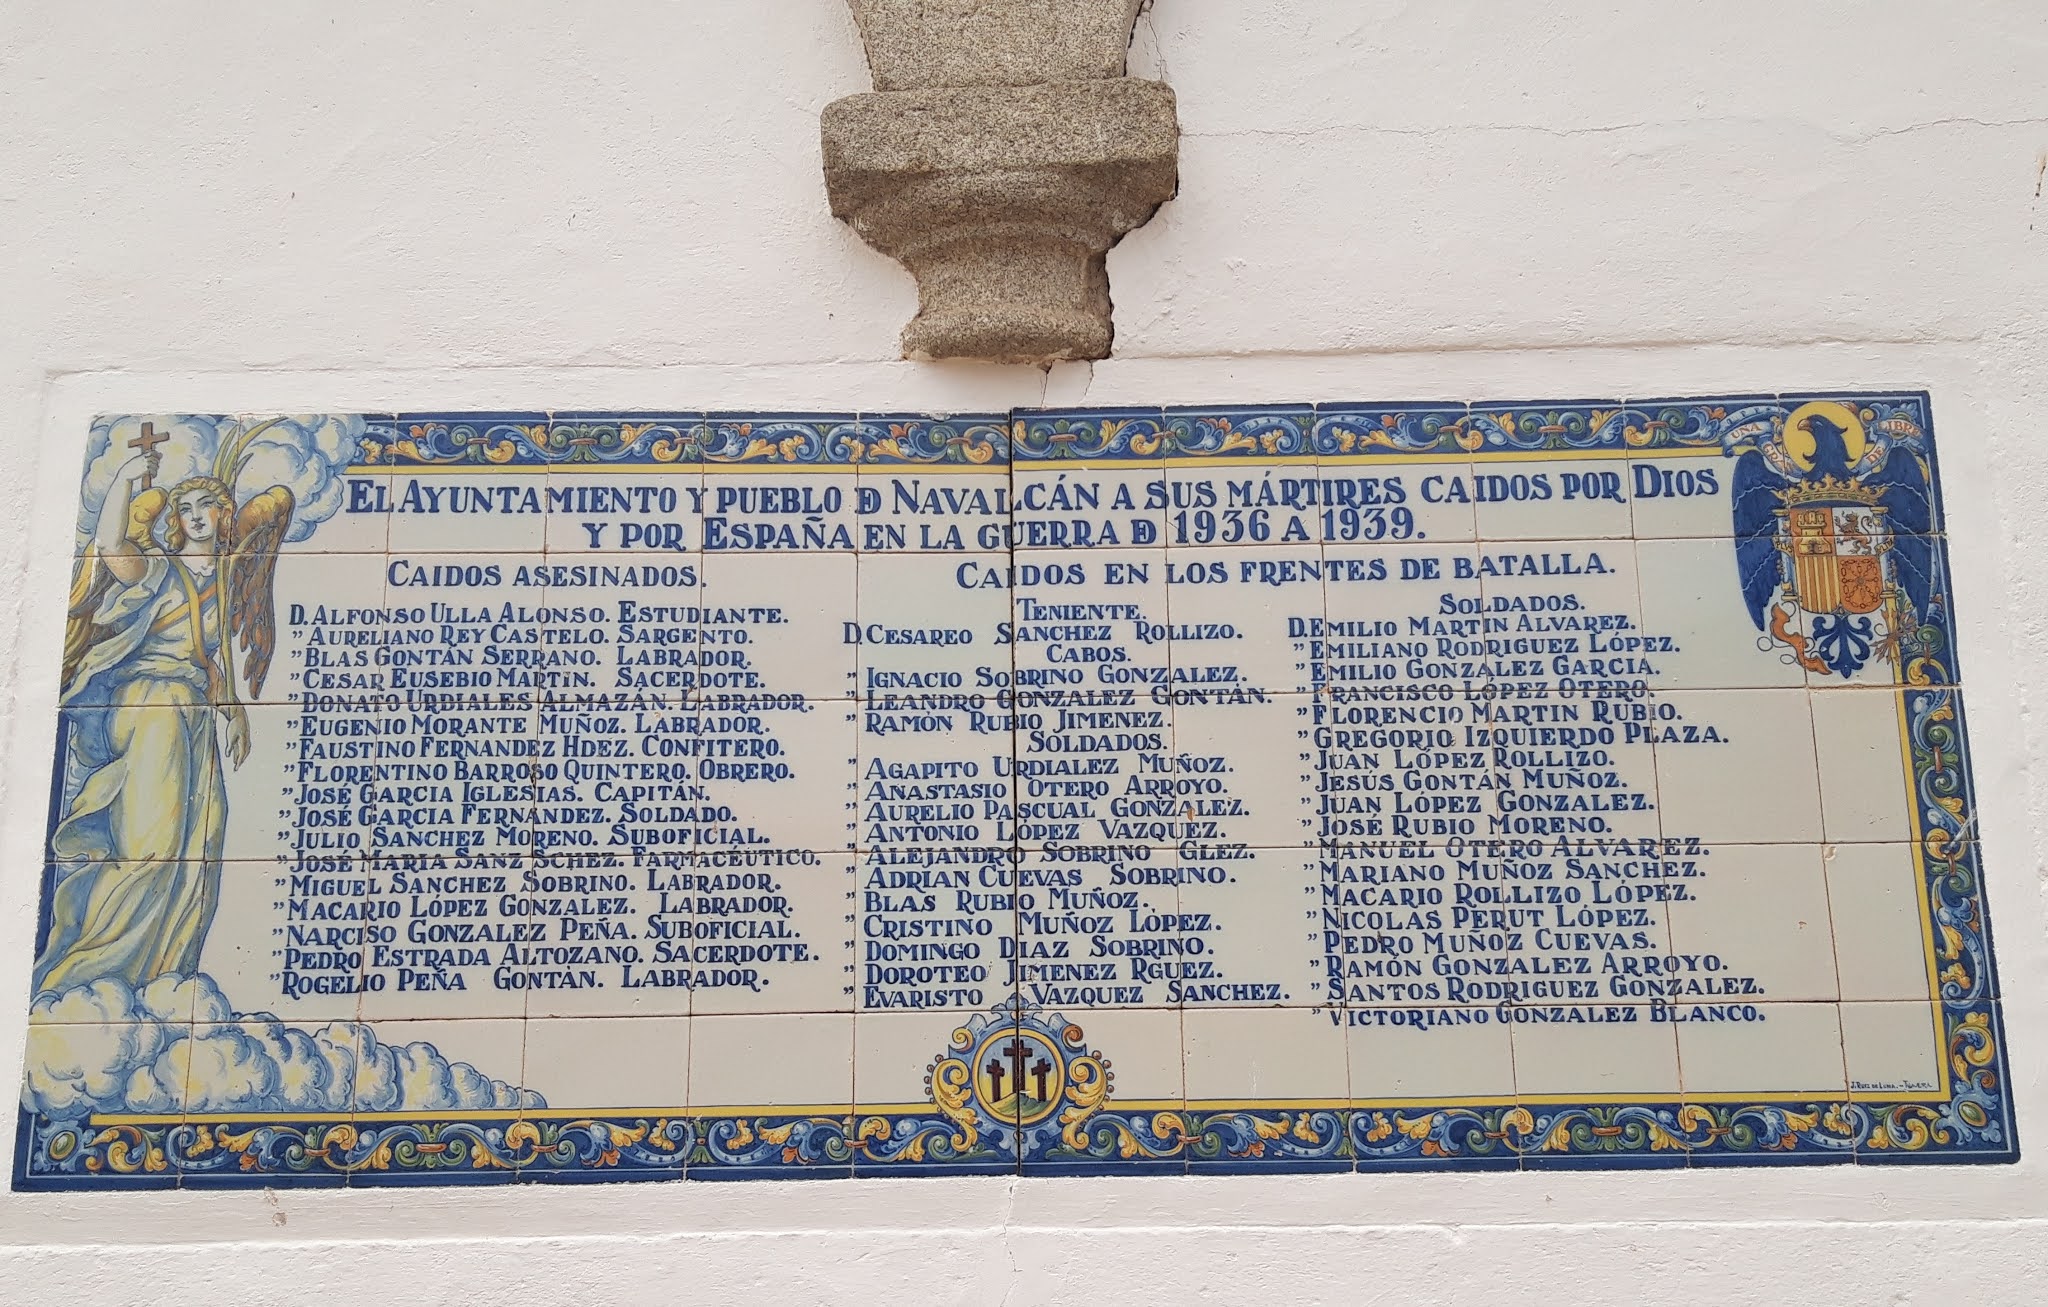 UNA
GRANDE
LIBRE
EL AYUNTAMIENTO Y PUEBLO DE NAVALCÁN A SUS MÁRTIRES CAIDOS POR DIOS
Y POR ESPAÑA EN LA GUERRA DE 1936 A 1939.
CAIDOS ASESINADOS.
D. ALFONSO ULLA ALONSO. ESTUDIANTE.
" AURELIANO REY CASTELO. SARGENTO.
" BLAS GONTÁN SERRANO. LABRADOR.
" CESAR EUSEBIO MARTIN. SACERDOTE.
" DONATO URDIALES ALMAZÁN. LABRADOR.
" EUGENIO MORANTE MUÑOZ. LABRADOR.
" FAUSTINO FERNANDEZ HDEZ. CONFITERO.
" FLORENTINO BARROSO QUINTERO. OBRERO.
" JOSÉ GARCIA IGLESIAS. CAPITÁN.
" JOSÉ GARCIA FERNANDEZ. SOLDADO.
" JULIO SANCHEZ MORENO. SUBOFICIAL.
" JOSÉ MARIA SANZ SCHEZ. FARMACÉUTICO.
" MIGUEL SANCHEZ SOBRINO. LABRADOR.
" MACARIO LÓPEZ GONZALEZ. LABRADOR.
" NARCISO GONZALEZ PEÑA. SUBOFICIAL.
" PEDRO ESTRADA ALTOZANO. SACERDOTE.
" ROGELIO PEÑA GONTÀN. LABRADOR.
CAIDOS EN LOS FRENTES DE BATALLA.
TENIENTE.
D. CESAREO SANCHEZ ROLLIZO.
CABOS.
" IGNACIO SOBRINO GONZALEZ.
" LEANDRO GONZALEZ GONTÁN.
" RAMÒN RUBIO JIMENEZ.
SOLDADOS.
" AGAPITO URDIALEZ MUÑOZ.
" ANASTASIO OTERO ARROYO.
" AURELIO PASCUAL GONZALEZ.
" ANTONIO LÓPEZ VAZQUEZ.
" ALEJANDRO SOBRINO GLEZ.
" ADRIAN CUEVAS SOBRINO.
" BLAS RUBIO MUÑOZ.
" CRISTINO MUÑOZ LÓPEZ.
" DOMINGO DIAZ SOBRINO.
" DOROTEO JIMENEZ RGUEZ.
" EVARISTO VAZQUEZ SANCHEZ.
SOLDADOS.
D. EMILIO MARTIN ALVAREZ.
" EMILIANO RODRIGUEZ LÓPEZ.
" EMILIO GONZALEZ GARCIA.
" FRANCISCO LÓPEZ OTERO.
" FLORENCIO MARTIN RUBIO.
" GREGORIO IZQUIERDO PLAZA.
" JUAN LÓPEZ ROLLIZO.
" JESÚS GONTÁN MUÑOZ.
" JUAN LÓPEZ GONZALEZ.
" JOSÉ RUBIO MORENO.
" MANUEL OTERO ALVAREZ.
" MARIANO MUÑOZ SANCHEZ.
" MACARIO ROLLIZO LÓPEZ.
" NICOLAS PERUT LÓPEZ.
" PEDRO MUÑOZ CUEVAS.
" RAMÓN GONZALEZ ARROYO.
" SANTOS RODRIGUEZ GONZALEZ.
" VICTORIANO GONZALEZ BLANCO.
J. RUIZ DE LUNA.-TALAVERA